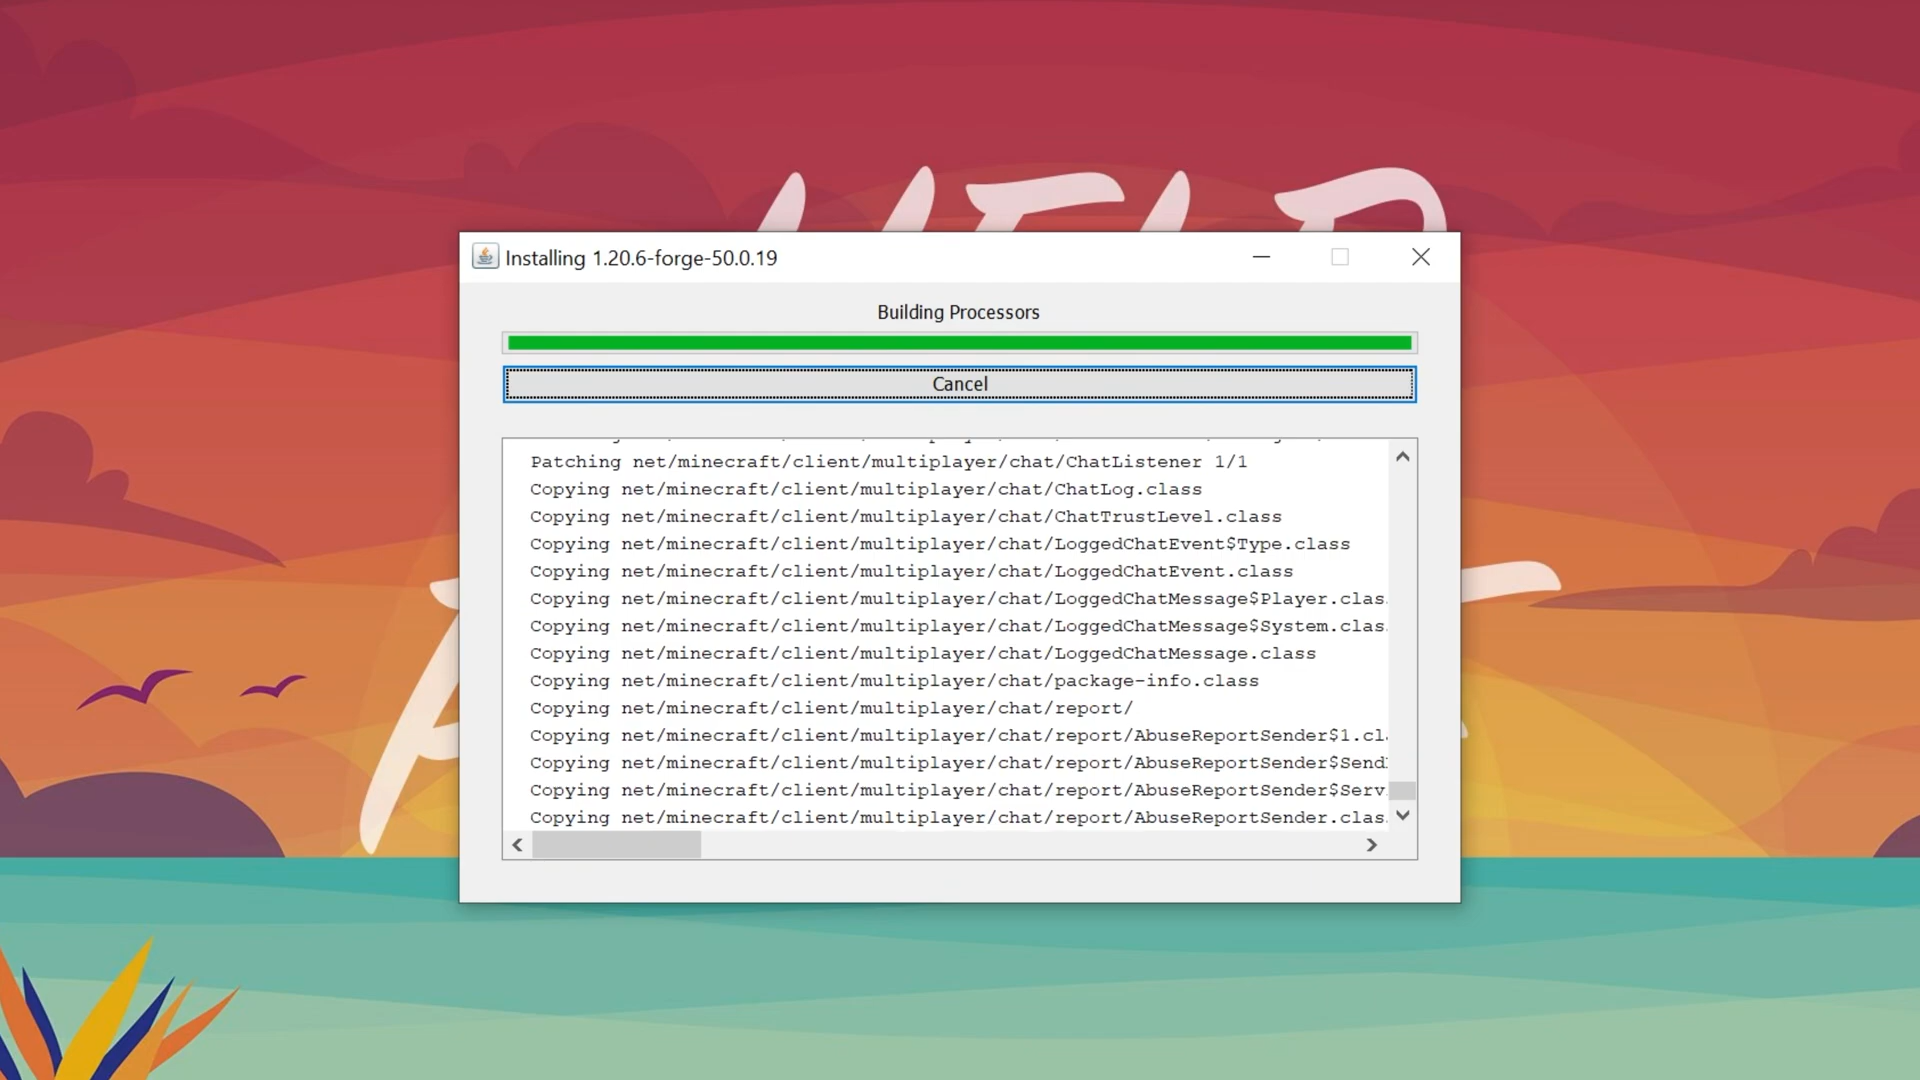 HELP
Installing 1.20.6-forge-50.0.19
Building Processors
Cancel
Patching net/minecraft/client/multiplayer/chat/ChatListener 1/1
Copying net/minecraft/client/multiplayer/chat/ChatLog.class
Copying net/minecraft/client/multiplayer/chat/ChatTrustLevel.class
Copying net/minecraft/client/multiplayer/chat/LoggedChatEvent$Type.class
Copying net/minecraft/client/multiplayer/chat/LoggedChatEvent.class
Copying net/minecraft/client/multiplayer/chat/LoggedChatMessage$Player.clas
Copying net/minecraft/client/multiplayer/chat/LoggedChatMessage$System.clas
Copying net/minecraft/client/multiplayer/chat/LoggedChatMessage.class
Copying net/minecraft/client/multiplayer/chat/package-info.class
Copying net/minecraft/client/multiplayer/chat/report/
Copying net/minecraft/client/multiplayer/chat/report/AbuseReportSender$1.cl
Copying net/minecraft/client/multiplayer/chat/report/AbuseReportSender$Send
Copying net/minecraft/client/multiplayer/chat/report/AbuseReportSender$Serv
Copying net/minecraft/client/multiplayer/chat/report/AbuseReportSender.clas